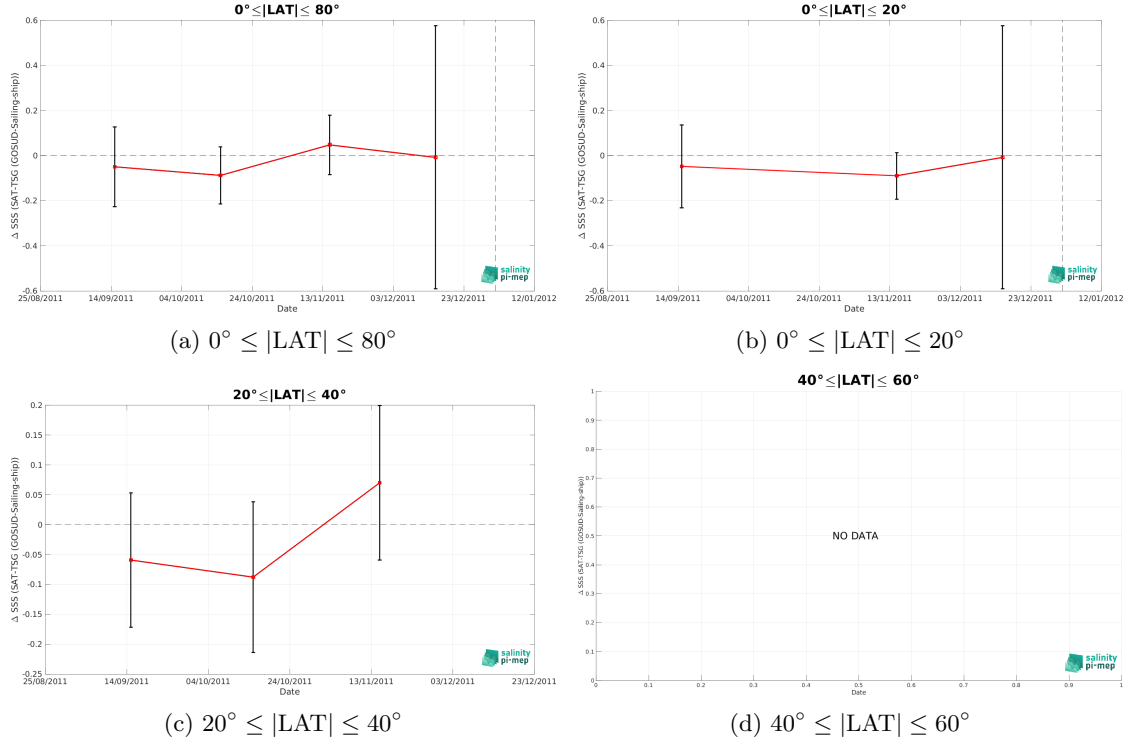 0°≤|LAT|≤ 80°
0.6
0.4
0.2
0
-0.2
-0.4
-0.6
Δ SSS (SAT-TSG (GOSUD-Sailing-ship))
25/08/2011 14/09/2011 04/10/2011 24/10/2011 13/11/2011 03/12/2011 23/12/2011 12/01/2012
Date
salinity
pi-mep
(a) 0° ≤ |LAT| ≤ 80°
0°≤|LAT|≤ 20°
0.6
0.4
0.2
0
-0.2
-0.4
-0.6
Δ SSS (SAT-TSG (GOSUD-Sailing-ship))
25/08/2011 14/09/2011 04/10/2011 24/10/2011 13/11/2011 03/12/2011 23/12/2011 12/01/2012
Date
salinity
pi-mep
(b) 0° ≤ |LAT| ≤ 20°
20°≤|LAT|≤ 40°
0.2
0.15
0.1
0.05
0
-0.05
-0.1
-0.15
-0.2
-0.25
Δ SSS (SAT-TSG (GOSUD-Sailing-ship))
25/08/2011 14/09/2011 04/10/2011 24/10/2011 13/11/2011 03/12/2011 23/12/2011
Date
salinity
pi-mep
(c) 20° ≤ |LAT| ≤ 40°
40°≤|LAT|≤ 60°
1
0.9
0.8
0.7
0.6
0.5
0.4
0.3
0.2
0.1
0
Δ SSS (SAT-TSG (GOSUD-Sailing-ship))
NO DATA
0 0.1 0.2 0.3 0.4 0.5 0.6 0.7 0.8 0.9 1
Date
salinity
pi-mep
(d) 40° ≤ |LAT| ≤ 60°